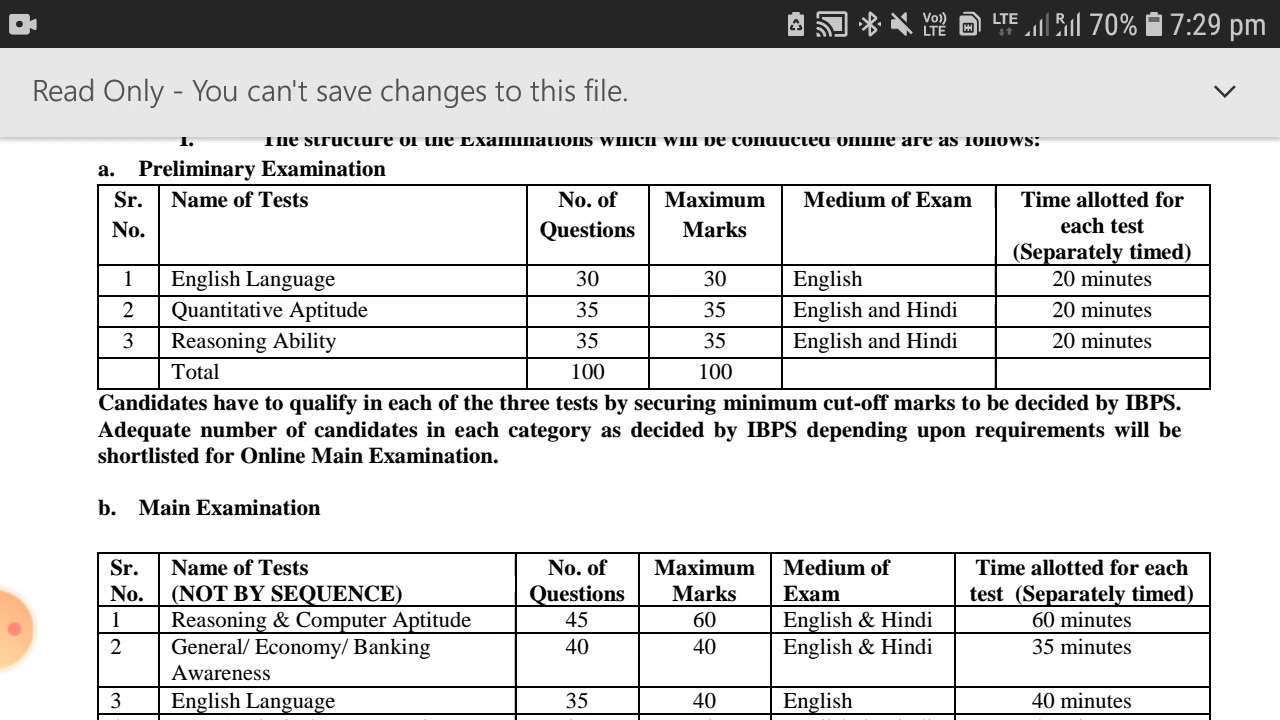 Vo)) LTE LTE R 70% 7:29 pm
Read Only - You can't save changes to this file.
I. The structure of the Examinations which will be conducted online are as follows:
a. Preliminary Examination
Sr. No. Name of Tests No. of Questions Maximum Marks Medium of Exam Time allotted for each test (Separately timed)
1 English Language 30 30 English 20 minutes
2 Quantitative Aptitude 35 35 English and Hindi 20 minutes
3 Reasoning Ability 35 35 English and Hindi 20 minutes
Total 100 100
Candidates have to qualify in each of the three tests by securing minimum cut-off marks to be decided by IBPS.
Adequate number of candidates in each category as decided by IBPS depending upon requirements will be
shortlisted for Online Main Examination.
b. Main Examination
Sr. No. Name of Tests (NOT BY SEQUENCE) No. of Questions Maximum Marks Medium of Exam Time allotted for each test (Separately timed)
1 Reasoning & Computer Aptitude 45 60 English & Hindi 60 minutes
2 General/ Economy/ Banking Awareness 40 40 English & Hindi 35 minutes
3 English Language 35 40 English 40 minutes